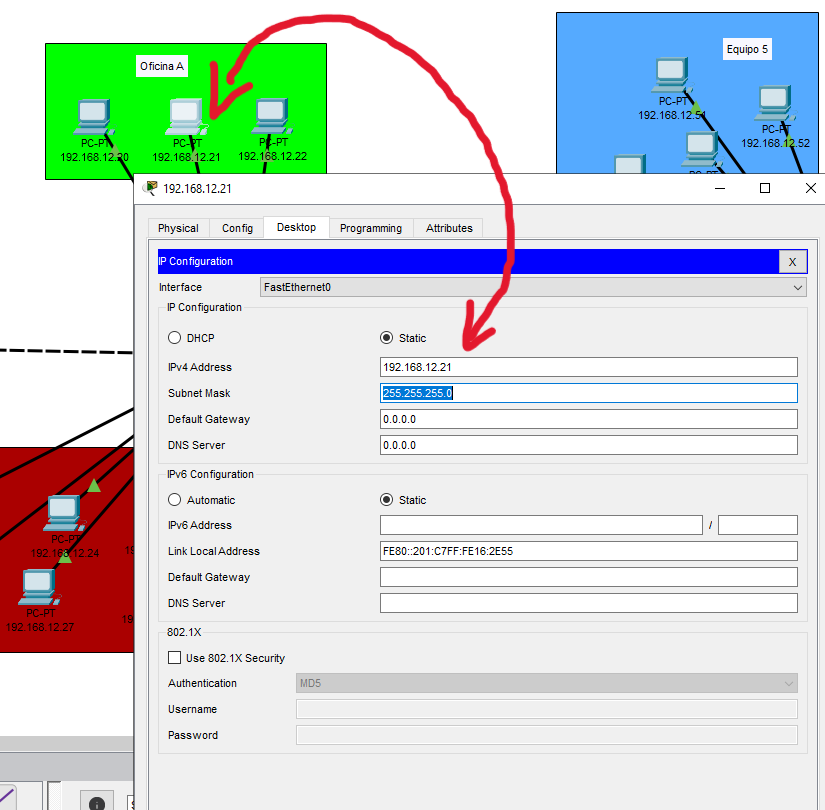 Oficina A
PC-PT
192.168.12.20
PC-PT
192.168.12.21
PC-PT
192.168.12.22
Equipo 5
PC-PT
192.168.12.51
PC-PT
192.168.12.52
PC-PT
192.168.12.21
Physical
Config
Desktop
Programming
Attributes
IP Configuration
X
Interface
FastEthernet0
IP Configuration
DHCP
Static
IPv4 Address
192.168.12.21
Subnet Mask
255.255.255.0
Default Gateway
0.0.0.0
DNS Server
0.0.0.0
IPv6 Configuration
Automatic
Static
IPv6 Address
/
Link Local Address
FE80::201:C7FF:FE16:2E55
Default Gateway
DNS Server
802.1X
Use 802.1X Security
Authentication
MD5
Username
Password
PC-PT
192.168.12.24
PC-PT
192.168.12.27
19
19